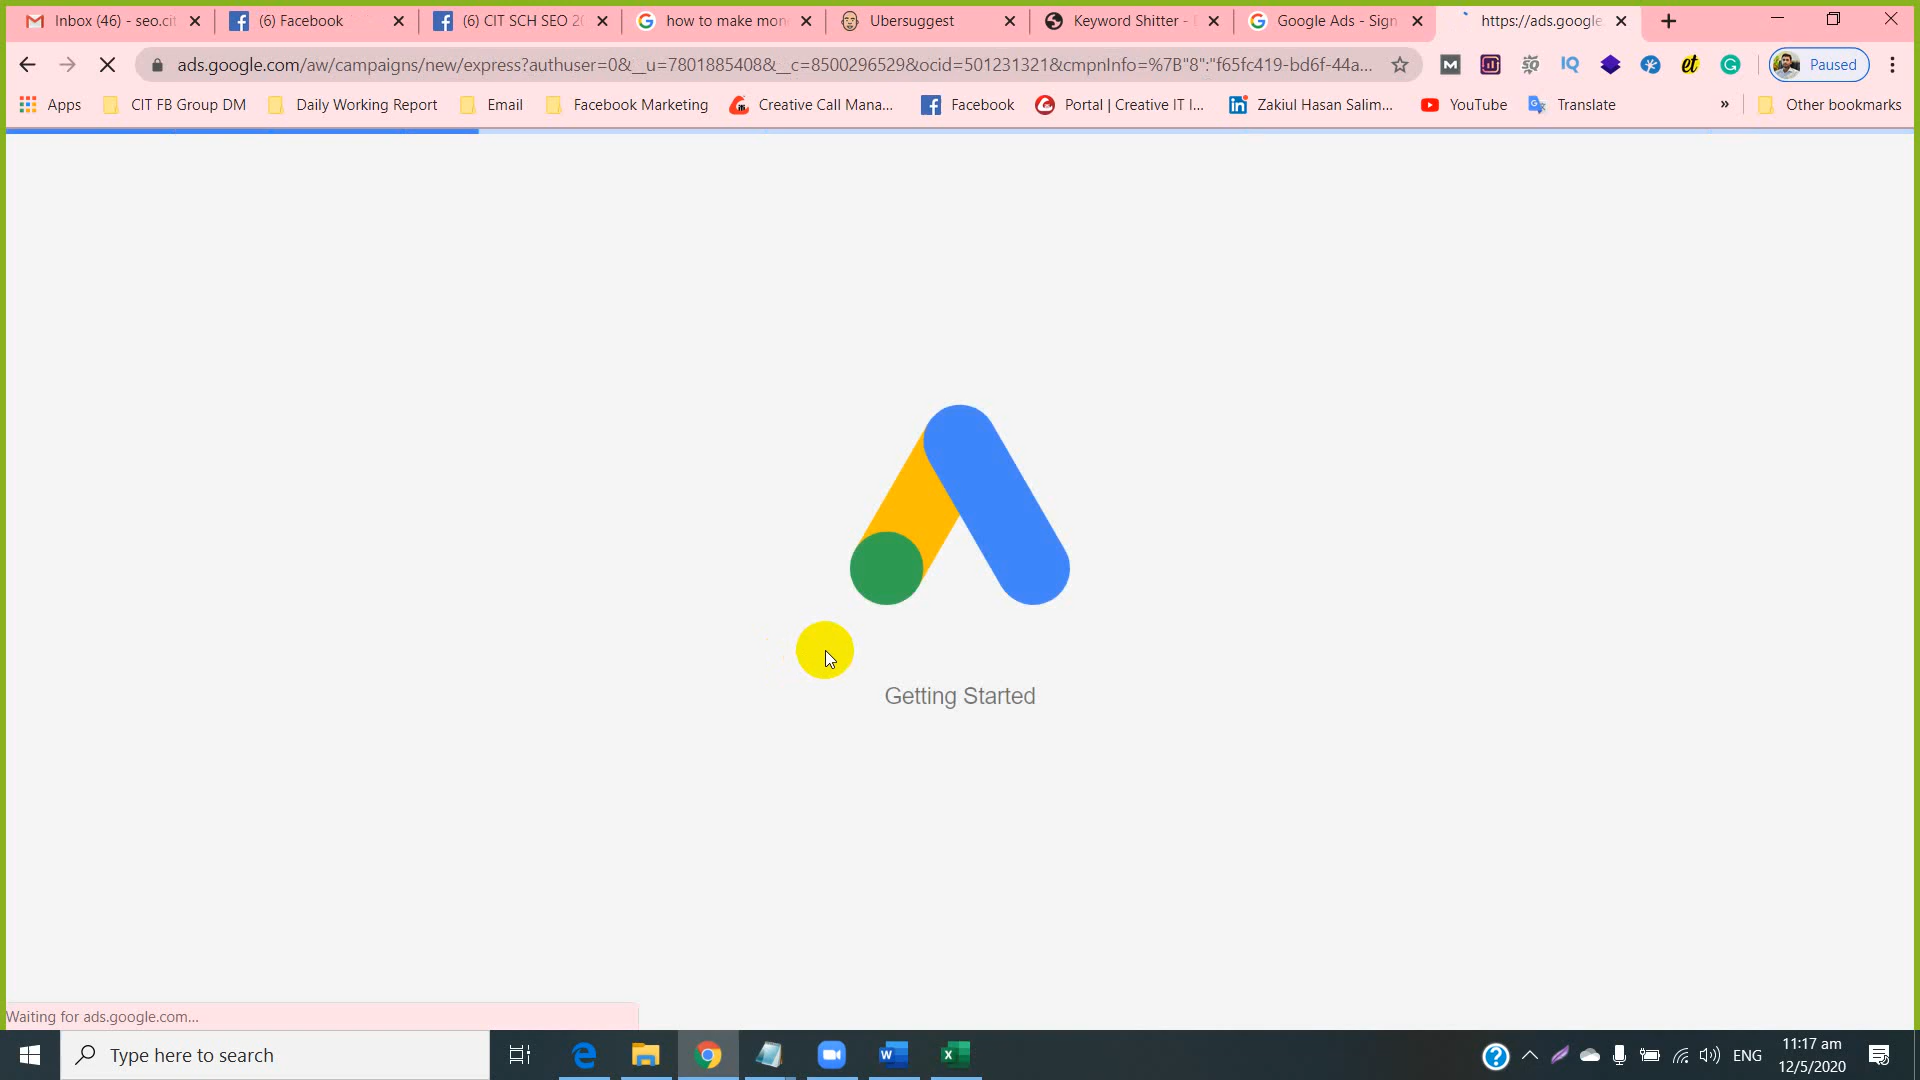 Inbox (46) - seo.cit
(6) Facebook
(6) CIT SCH SEO 20
how to make mon
Ubersuggest
Keyword Shitter -
Google Ads - Sign
https://ads.google.
ads.google.com/aw/campaigns/new/express?authuser=0&__u=7801885408&__c=8500296529&ocid=501231321&cmpnInfo=%7B"8":"f65fc419-bd6f-44a...
Paused
Apps
CIT FB Group DM
Daily Working Report
Email
Facebook Marketing
Creative Call Mana...
Facebook
Portal | Creative IT I...
Zakiul Hasan Salim...
YouTube
Translate
»
Other bookmarks
Getting Started
Waiting for ads.google.com...
Type here to search
ENG
11:17 am
12/5/2020